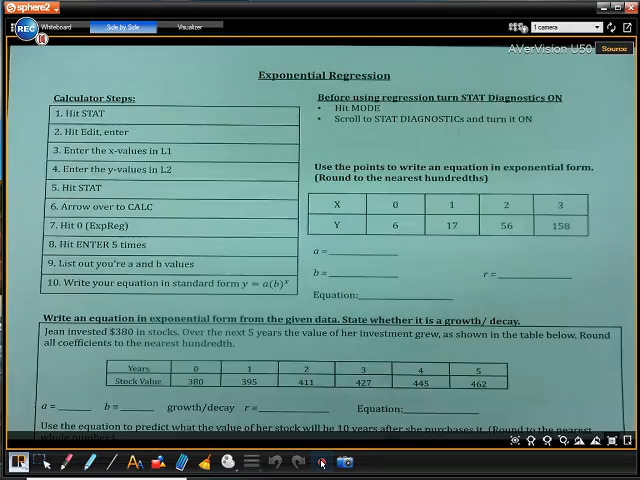 sphere2
REC
Whiteboard
Side by Side
Visualizer
1 camera
AVerVision U50
Source
Exponential Regression
Calculator Steps:
1. Hit STAT
2. Hit Edit, enter
3. Enter the x-values in L1
4. Enter the y-values in L2
5. Hit STAT
6. Arrow over to CALC
7. Hit 0 (ExpReg)
8. Hit ENTER 5 times
9. List out you're a and b values
10. Write your equation in standard form y = a(b)^x
Before using regression turn STAT Diagnostics ON
• Hit MODE
• Scroll to STAT DIAGNOSTICs and turn it ON
Use the points to write an equation in exponential form.
(Round to the nearest hundredths)
X 0 1 2 3
Y 6 17 56 158
a =
b = r =
Equation:
Write an equation in exponential form from the given data. State whether it is a growth/ decay.
Jean invested $380 in stocks. Over the next 5 years the value of her investment grew, as shown in the table below. Round
all coefficients to the nearest hundredth.
Years 0 1 2 3 4 5
Stock Value 380 395 411 427 445 462
a = b = growth/decay r = Equation:
Use the equation to predict what the value of her stock will be 10 years after she purchases it. (Round to the nearest
whole number.)